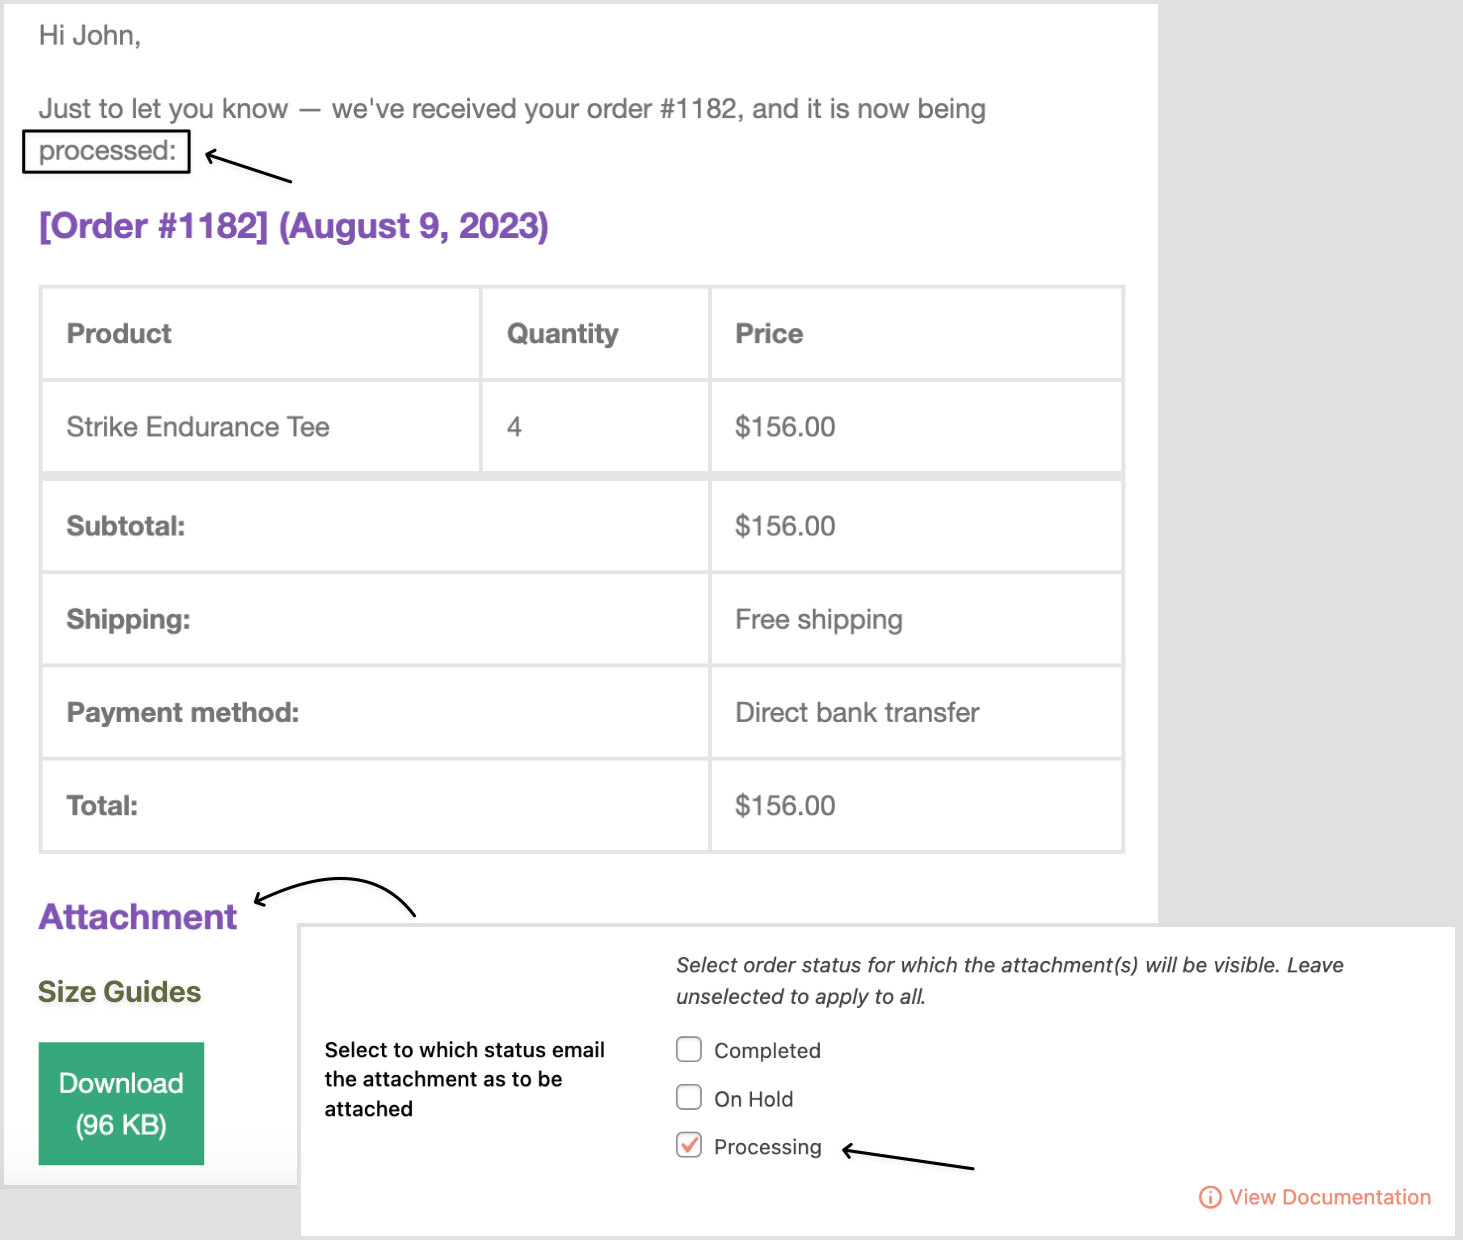 Hi John,
Just to let you know — we've received your order #1182, and it is now being
processed:
[Order #1182] (August 9, 2023)
Product Quantity Price
Strike Endurance Tee 4 $156.00
Subtotal: $156.00
Shipping: Free shipping
Payment method: Direct bank transfer
Total: $156.00
Attachment
Size Guides
Download
(96 KB)
Select order status for which the attachment(s) will be visible. Leave
unselected to apply to all.
Select to which status email
the attachment as to be
attached
Completed
On Hold
Processing
View Documentation